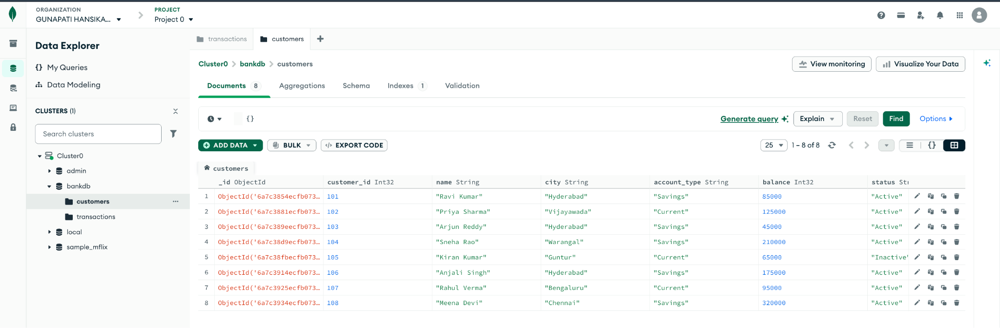 ORGANIZATION
GUNAPATI HANSIKA...
PROJECT
Project 0
Data Explorer
{} My Queries
Data Modeling
CLUSTERS (1)
Search clusters
Cluster0
admin
bankdb
customers ...
transactions
local
sample_mflix
transactions
customers
Cluster0 > bankdb > customers
View monitoring
Visualize Your Data
Documents 8
Aggregations
Schema
Indexes 1
Validation
{}
Generate query
Explain
Reset
Find
Options
ADD DATA
BULK
</> EXPORT CODE
25
1 – 8 of 8
{}
customers
_id ObjectId customer_id Int32 name String city String account_type String balance Int32 status Str
1 ObjectId('6a7c3854ecfb073... 101 "Ravi Kumar" "Hyderabad" "Savings" 85000 "Active"
2 ObjectId('6a7c3881ecfb073... 102 "Priya Sharma" "Vijayawada" "Current" 125000 "Active"
3 ObjectId('6a7c389eecfb073... 103 "Arjun Reddy" "Hyderabad" "Savings" 45000 "Active"
4 ObjectId('6a7c38d9ecfb073... 104 "Sneha Rao" "Warangal" "Savings" 210000 "Active"
5 ObjectId('6a7c38fbecfb073... 105 "Kiran Kumar" "Guntur" "Current" 65000 "Inactive"
6 ObjectId('6a7c3914ecfb073... 106 "Anjali Singh" "Hyderabad" "Savings" 175000 "Active"
7 ObjectId('6a7c3925ecfb073... 107 "Rahul Verma" "Bengaluru" "Current" 95000 "Active"
8 ObjectId('6a7c3934ecfb073... 108 "Meena Devi" "Chennai" "Savings" 320000 "Active"